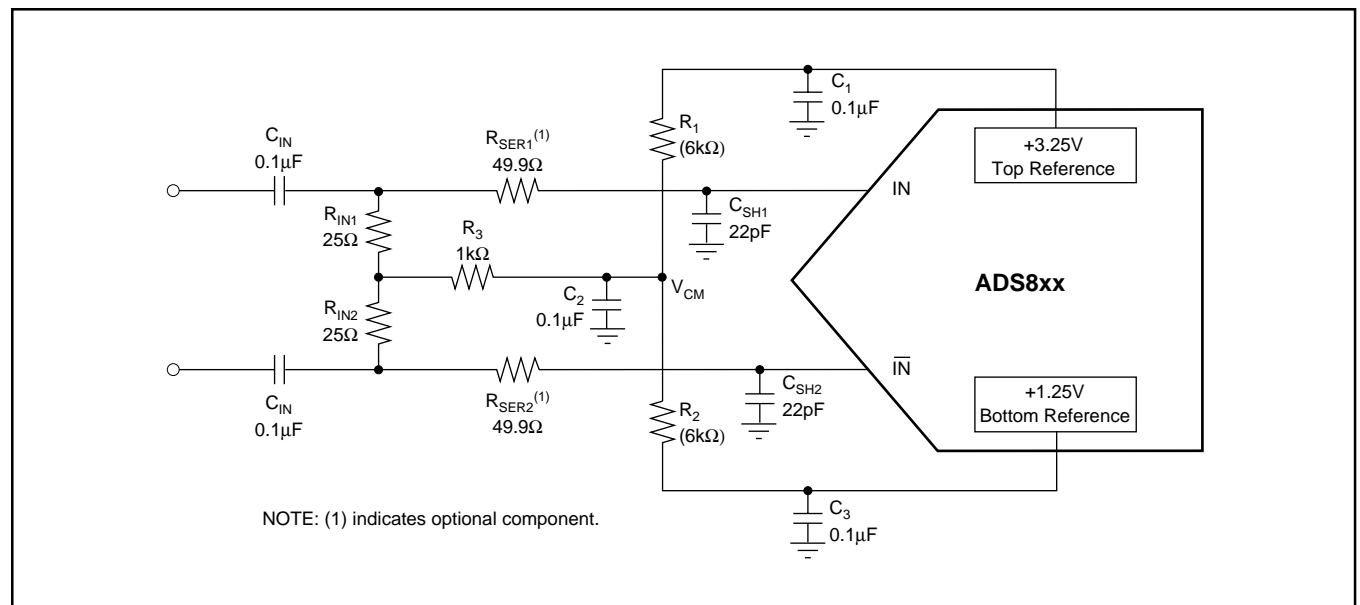 C1
0.1µF
CIN
0.1µF
RSER1(1)
49.9Ω
R1
(6kΩ)
+3.25V
Top Reference
IN
RIN1
25Ω
R3
1kΩ
CSH1
22pF
VCM
C2
0.1µF
ADS8xx
RIN2
25Ω
I̅N̅
CIN
0.1µF
RSER2(1)
49.9Ω
R2
(6kΩ)
CSH2
22pF
+1.25V
Bottom Reference
C3
0.1µF
NOTE: (1) indicates optional component.